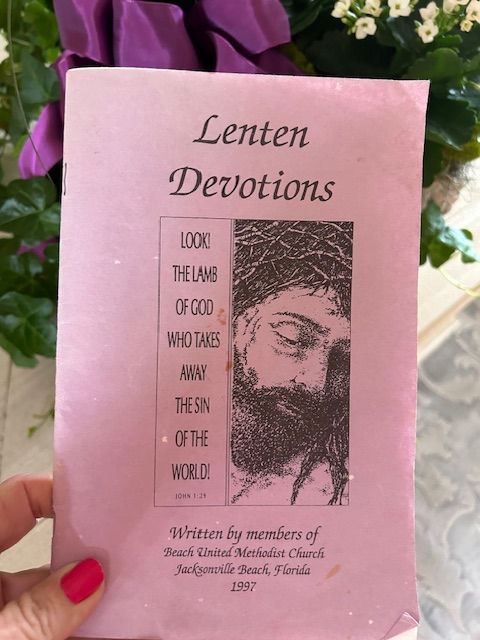 Lenten
Devotions
LOOK!
THE LAMB
OF GOD
WHO TAKES
AWAY
THE SIN
OF THE
WORLD!
JOHN 1:29
Written by members of
Beach United Methodist Church
Jacksonville Beach, Florida
1997